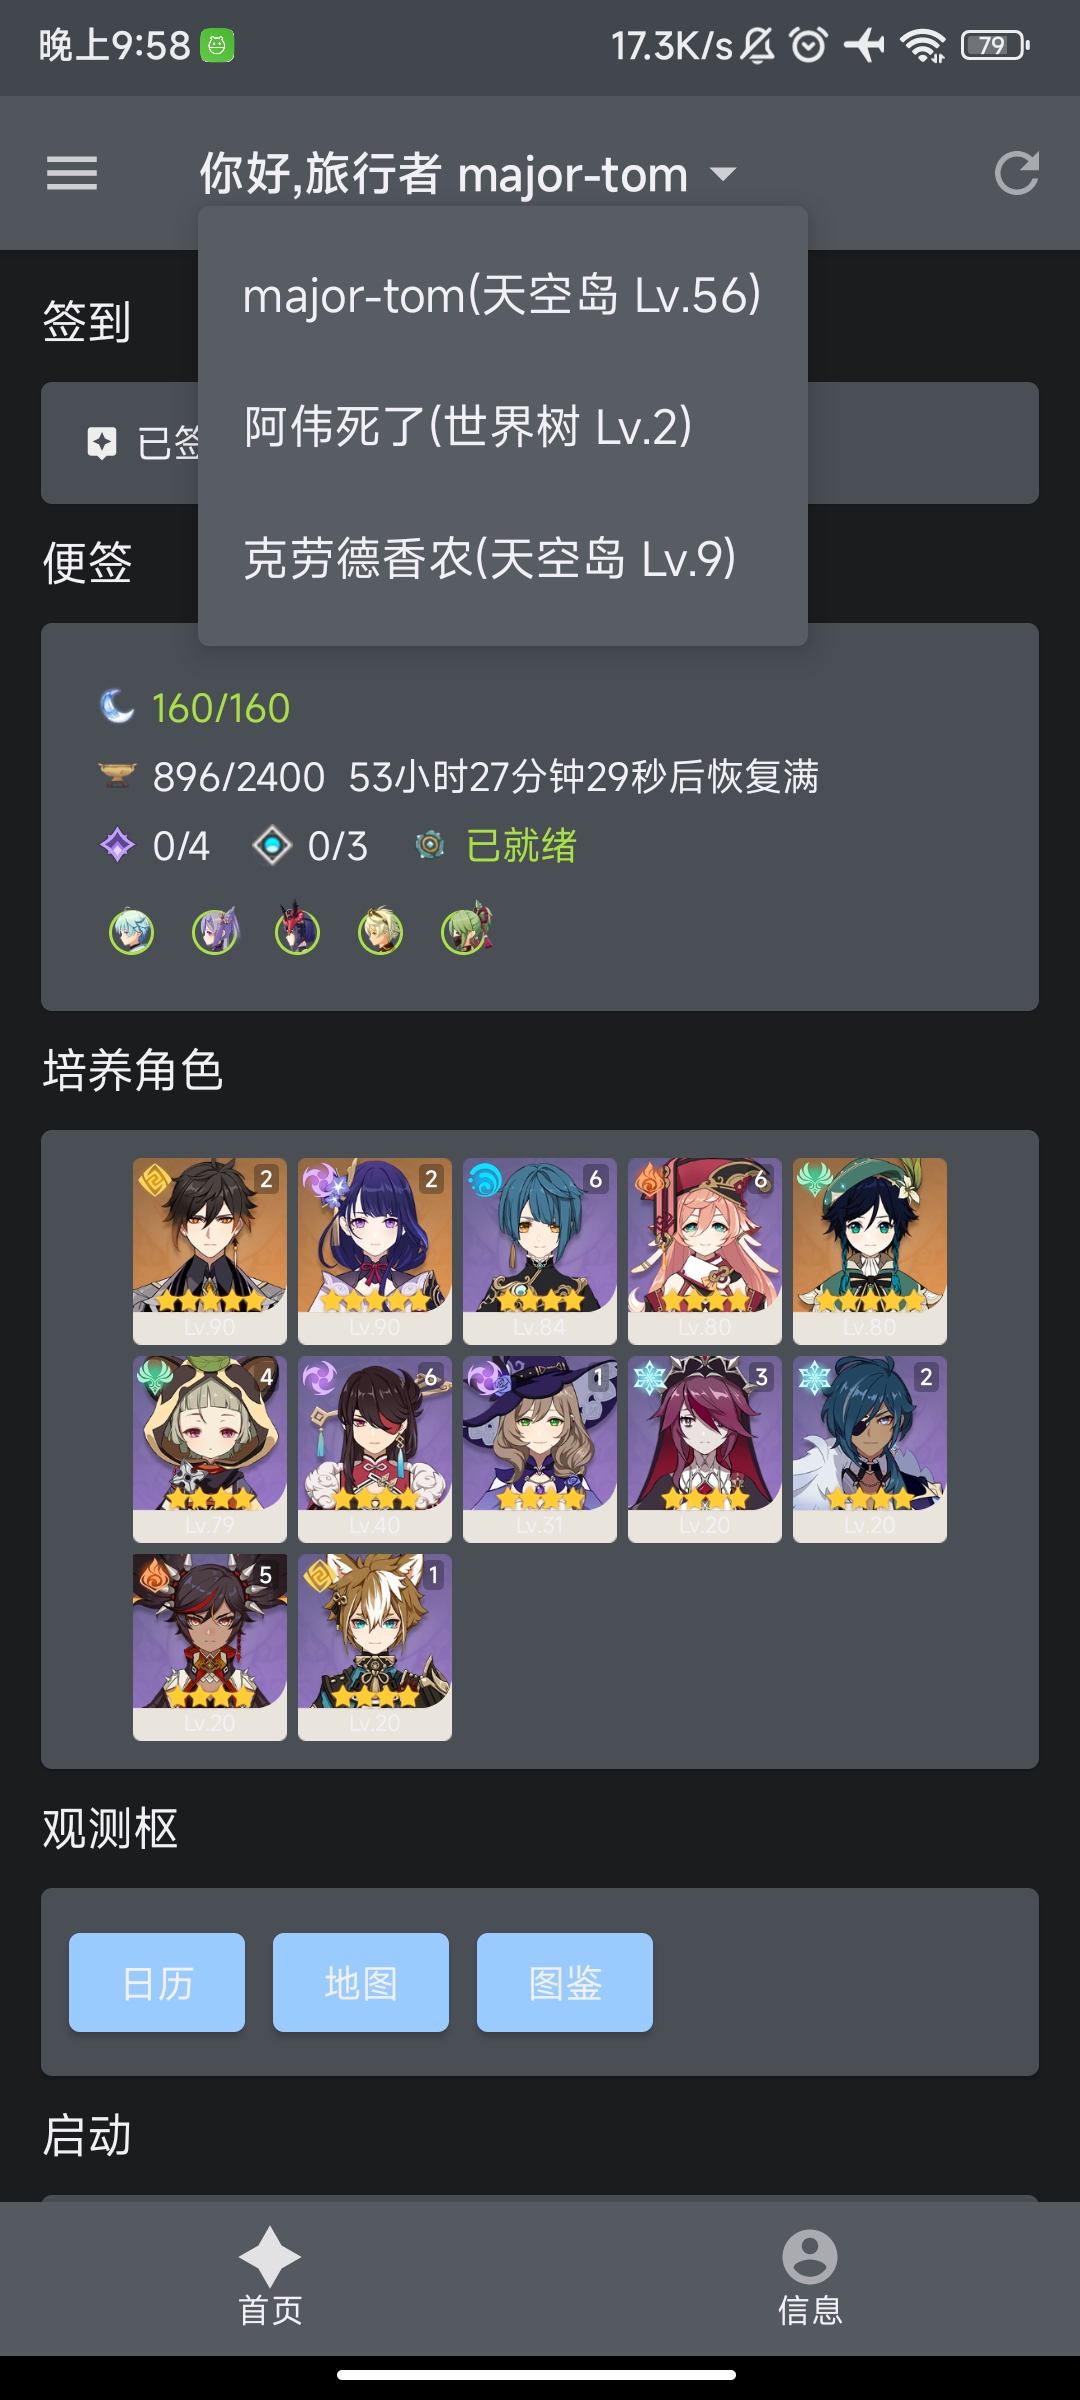 晚上9:58 17.3K/s 79
你好,旅行者 major-tom
major-tom(天空岛 Lv.56)
签到
阿伟死了(世界树 Lv.2)
已签
克劳德香农(天空岛 Lv.9)
便签
160/160
896/2400 53小时27分钟29秒后恢复满
0/4 0/3 已就绪
培养角色
2 2 6 6
Lv.90 Lv.90 Lv.84 Lv.80 Lv.80
4 6 1 3 2
Lv.79 Lv.40 Lv.31 Lv.20 Lv.20
5 1
Lv.20 Lv.20
观测枢
日历 地图 图鉴
启动
首页 信息